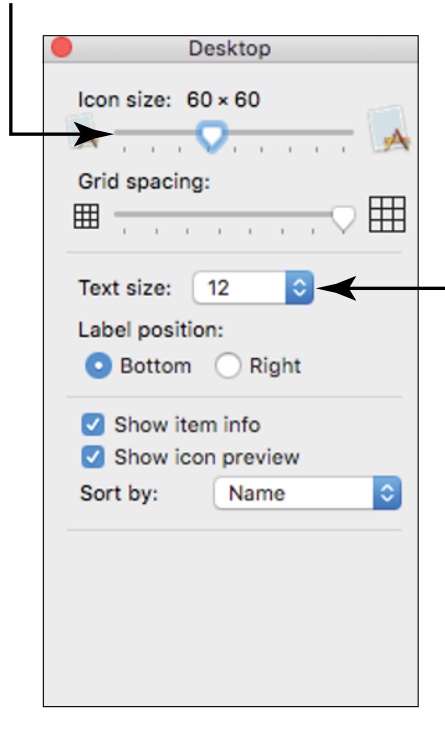 Desktop
Icon size: 60 × 60
Grid spacing:
Text size: 12
Label position:
Bottom Right
Show item info
Show icon preview
Sort by: Name